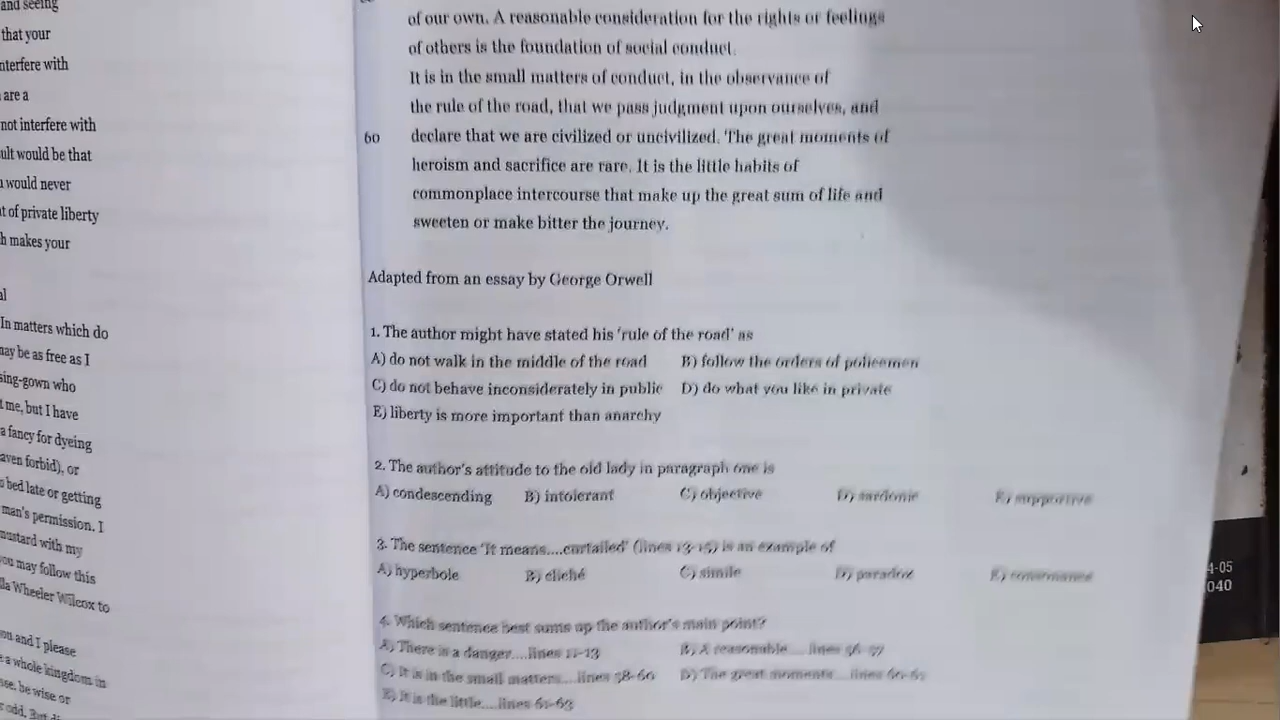 and seeing
that your
nterfere with
are a
not interfere with
ult would be that
would never
t of private liberty
h makes your
al
In matters which do
may be as free as I
sing-gown who
t me, but I have
a fancy for dyeing
aven forbid), or
bed late or getting
man's permission. I
mustard with my
ou may follow this
lla Wheeler Wilcox to
ou and I please
a whole kingdom in
se, be wise or
odd. But
of our own. A reasonable consideration for the rights or feelings
of others is the foundation of social conduct.
It is in the small matters of conduct, in the observance of
the rule of the road, that we pass judgment upon ourselves, and
60 declare that we are civilized or uncivilized. The great moments of
heroism and sacrifice are rare. It is the little habits of
commonplace intercourse that make up the great sum of life and
sweeten or make bitter the journey.
Adapted from an essay by George Orwell
1. The author might have stated his 'rule of the road' as
A) do not walk in the middle of the road B) follow the orders of policemen
C) do not behave inconsiderately in public D) do what you like in private
E) liberty is more important than anarchy
2. The author's attitude to the old lady in paragraph one is
A) condescending B) intolerant C) objective D) sardonic E) supportive
3. The sentence 'It means....curtailed' (lines 13-15) is an example of
A) hyperbole B) cliché C) simile D) paradox E)
4. Which sentence best sums up the author's main point?
A) There is a danger....lines 11-13 B) A reasonable.... lines 56-57
C) It is in the small matters....lines 58-60 D) The great moments....lines
E) It is the little....lines 61-63
4-05
040